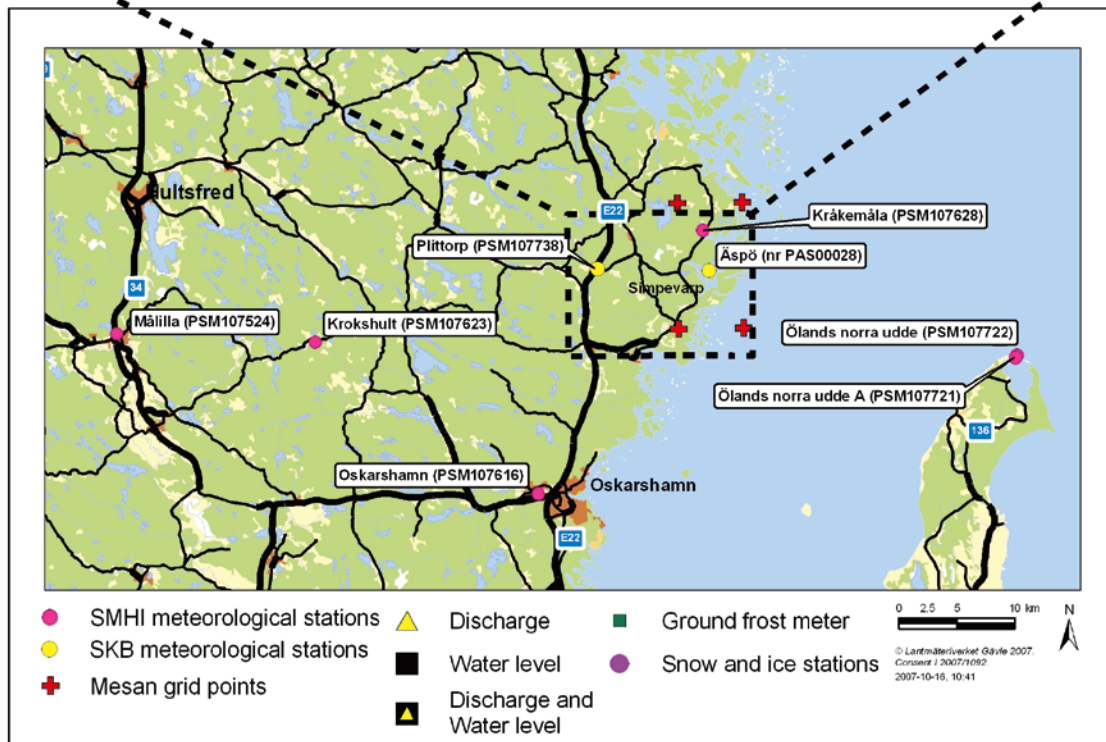 Hultsfred
E22
Kråkemåla (PSM107628)
Plittorp (PSM107738)
Äspö (nr PAS00028)
Simpevarp
34
Målilla (PSM107524)
Krokshult (PSM107623)
Ölands norra udde (PSM107722)
Ölands norra udde A (PSM107721)
136
Oskarshamn (PSM107616)
Oskarshamn
E22
SMHI meteorological stations
SKB meteorological stations
Mesan grid points
Discharge
Water level
Discharge and
Water level
Ground frost meter
Snow and ice stations
0 2.5 5 10 km
N
© Lantmäteriverket Gävle 2007.
Consent I 2007/1092
2007-10-16, 10:41